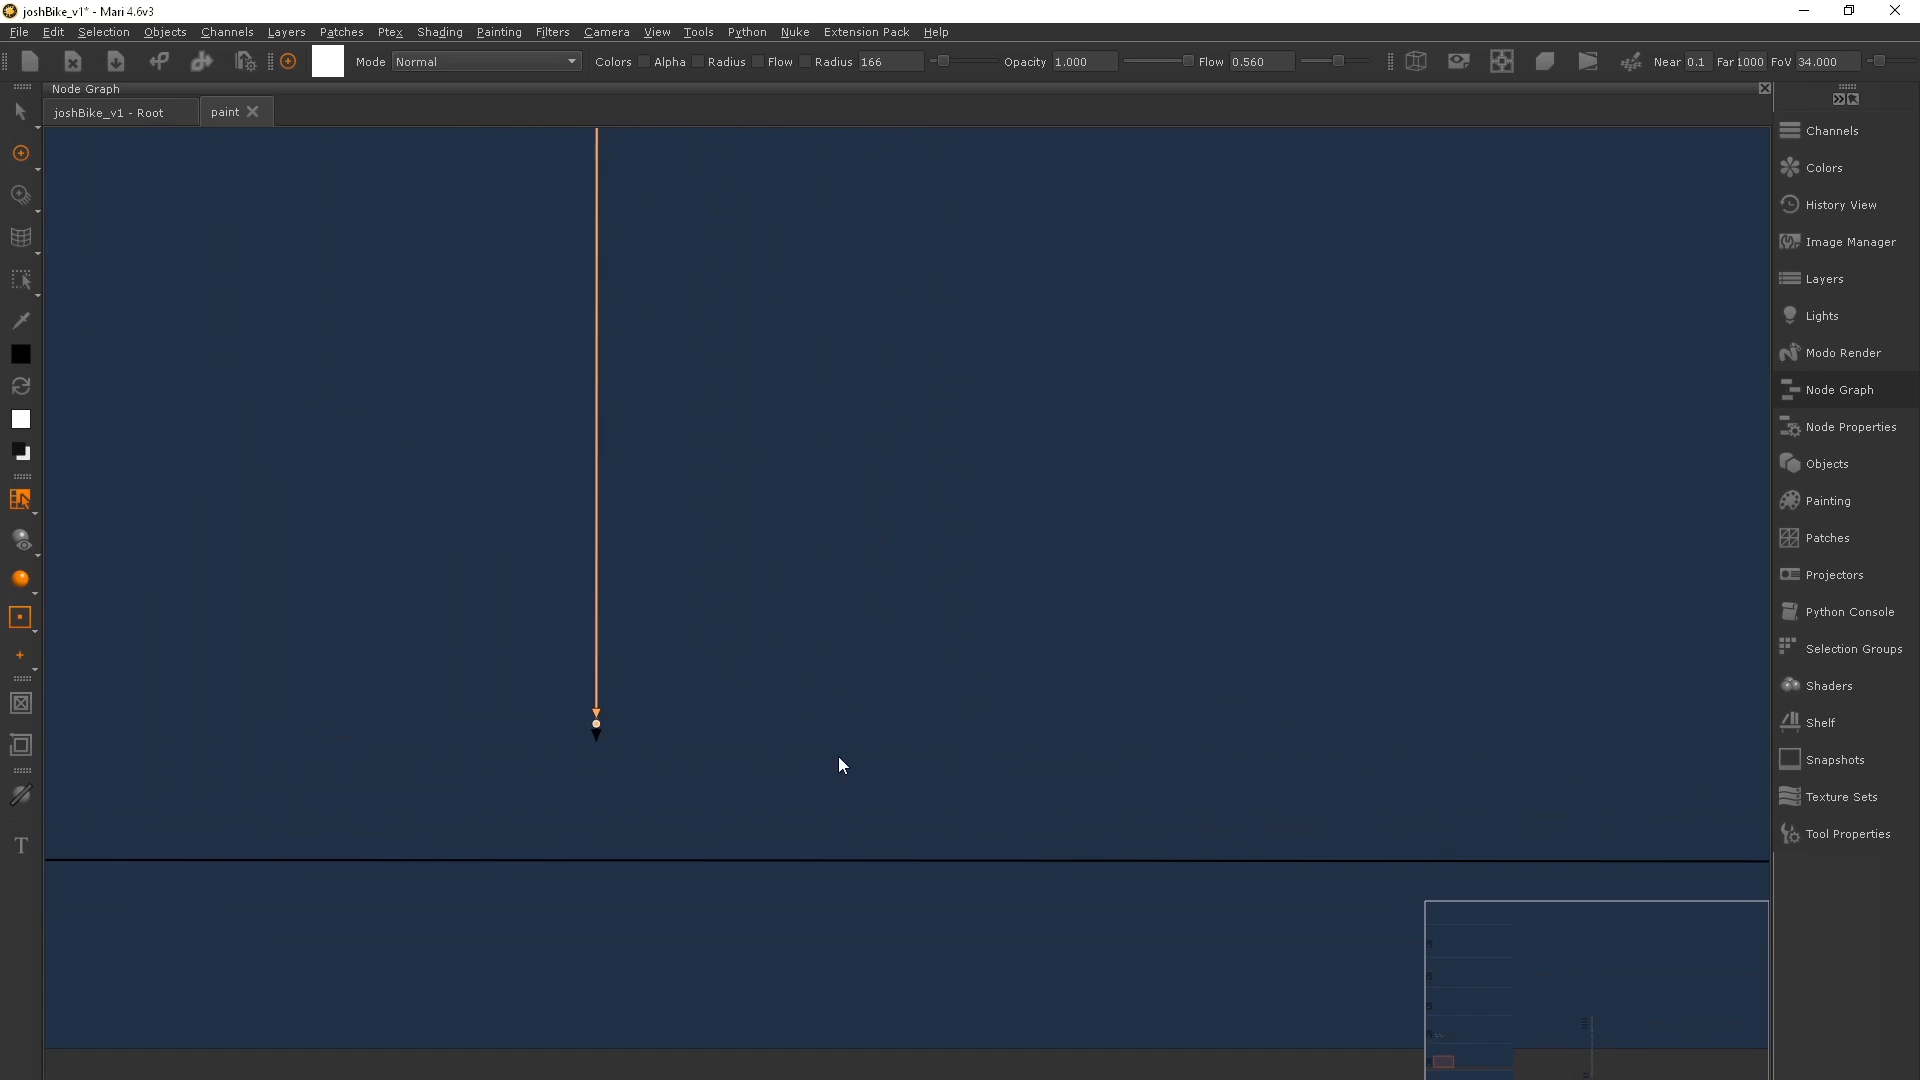 joshBike_v1* - Mari 4.6v3
File Edit Selection Objects Channels Layers Patches Ptex Shading Painting Filters Camera View Tools Python Nuke Extension Pack Help
Mode Normal Colors Alpha Radius Flow Radius 166 Opacity 1.000 Flow 0.560 Near 0.1 Far 1000 FoV 34.000
Node Graph
joshBike_v1 - Root paint
Channels
Colors
History View
Image Manager
Layers
Lights
Modo Render
Node Graph
Node Properties
Objects
Painting
Patches
Projectors
Python Console
Selection Groups
Shaders
Shelf
Snapshots
Texture Sets
Tool Properties
T